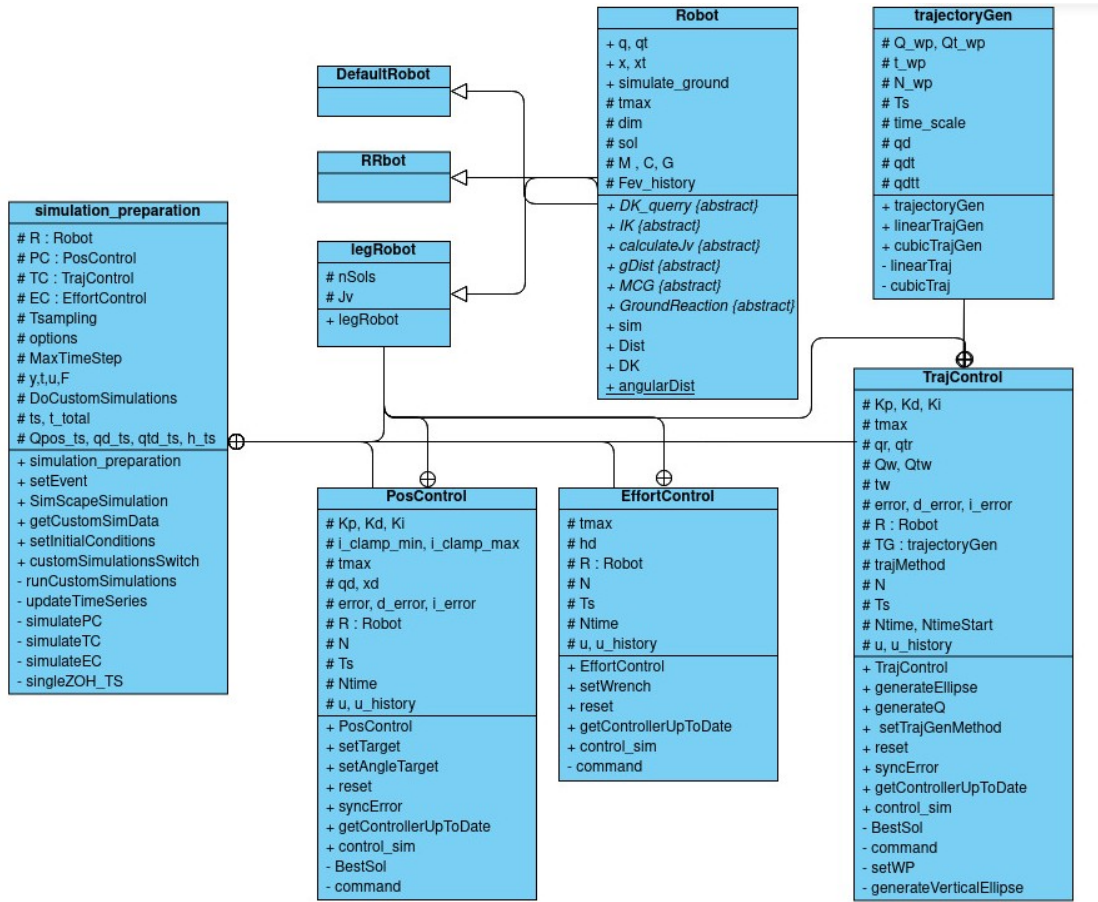 Robot
+ q, qt
+ x, xt
+ simulate_ground
# tmax
# dim
# sol
# M , C, G
# Fev_history
+ DK_querry {abstract}
+ IK {abstract}
+ calculateJv {abstract}
+ gDist {abstract}
+ MCG {abstract}
+ GroundReaction {abstract}
+ sim
+ Dist
+ DK
+ angularDist
trajectoryGen
# Q_wp, Qt_wp
# t_wp
# N_wp
# Ts
# time_scale
# qd
# qdt
# qdtt
+ trajectoryGen
+ linearTrajGen
+ cubicTrajGen
- linearTraj
- cubicTraj
DefaultRobot
RRbot
legRobot
# nSols
# Jv
+ legRobot
simulation_preparation
# R : Robot
# PC : PosControl
# TC : TrajControl
# EC : EffortControl
# Tsampling
# options
# MaxTimeStep
# y,t,u,F
# DoCustomSimulations
# ts, t_total
# Qpos_ts, qd_ts, qtd_ts, h_ts
+ simulation_preparation
+ setEvent
+ SimScapeSimulation
+ getCustomSimData
+ setInitialConditions
+ customSimulationsSwitch
- runCustomSimulations
- updateTimeSeries
- simulatePC
- simulateTC
- simulateEC
- singleZOH_TS
PosControl
# Kp, Kd, Ki
# i_clamp_min, i_clamp_max
# tmax
# qd, xd
# error, d_error, i_error
# R : Robot
# N
# Ts
# Ntime
# u, u_history
+ PosControl
+ setTarget
+ setAngleTarget
+ reset
+ syncError
+ getControllerUpToDate
+ control_sim
- BestSol
- command
EffortControl
# tmax
# hd
# R : Robot
# N
# Ts
# Ntime
# u, u_history
+ EffortControl
+ setWrench
+ reset
+ getControllerUpToDate
+ control_sim
- command
TrajControl
# Kp, Kd, Ki
# tmax
# qr, qtr
# Qw, Qtw
# tw
# error, d_error, i_error
# R : Robot
# TG : trajectoryGen
# trajMethod
# N
# Ts
# Ntime, NtimeStart
# u, u_history
+ TrajControl
+ generateEllipse
+ generateQ
+ setTrajGenMethod
+ reset
+ syncError
+ getControllerUpToDate
+ control_sim
- BestSol
- command
- setWP
- generateVerticalEllipse